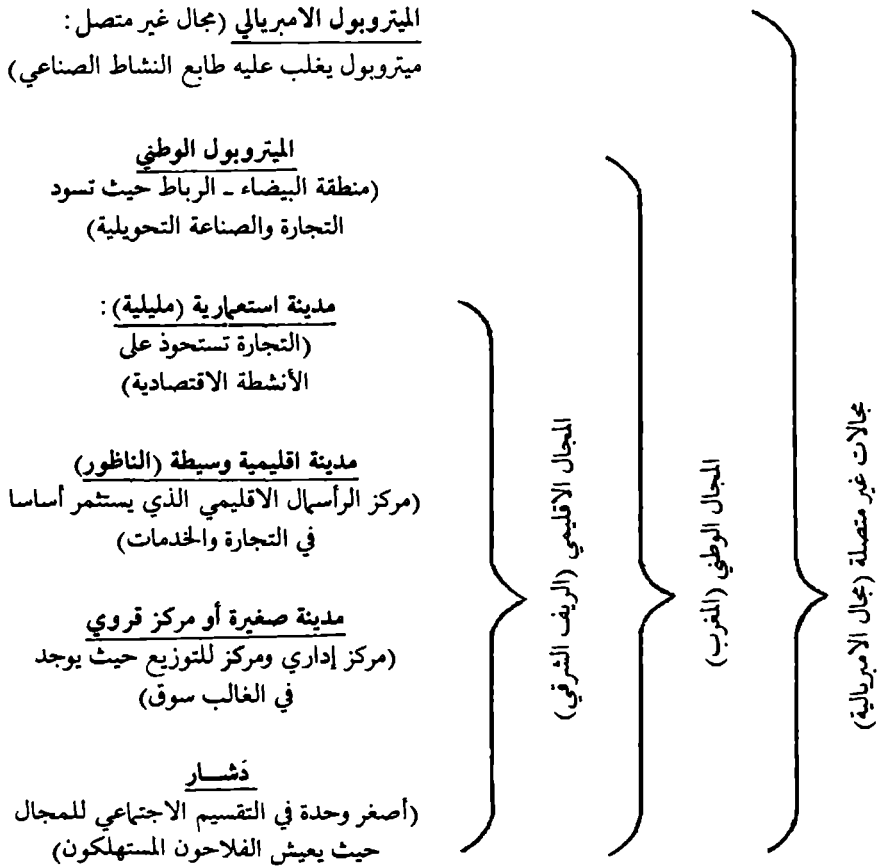 الميتروبول الامبريالي (مجال غير متصل :
ميتروبول يغلب عليه طابع النشاط الصناعي)
الميتروبول الوطني
(منطقة البيضاء ـ الرباط حيث تسود
التجارة والصناعة التحويلية)
مدينة استعمارية (مليلية) :
(التجارة تستحوذ على
الأنشطة الاقتصادية)
مدينة اقليمية وسيطة (الناظور)
(مركز الرأسمال الاقليمي الذي يستثمر أساسا
في التجارة والخدمات)
مدينة صغيرة أو مركز قروي
(مركز إداري ومركز للتوزيع حيث يوجد
في الغالب سوق)
دَشـــار
(أصغر وحدة في التقسيم الاجتماعي للمجال
حيث يعيش الفلاحون المستهلكون)
المجال الاقليمي (الريف الشرقي)
المجال الوطني (المغرب)
مجالات غير متصلة (مجال الامبريالية)